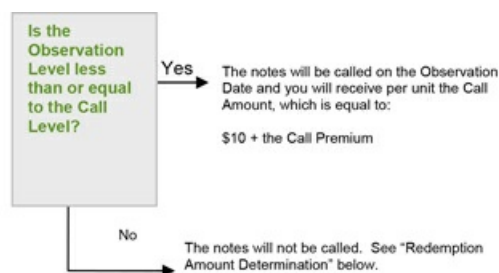 Is the
Observation
Level less
than or equal
to the Call
Level?
Yes
The notes will be called on the Observation
Date and you will receive per unit the Call
Amount, which is equal to:
$10 + the Call Premium
No
The notes will not be called. See “Redemption
Amount Determination” below.